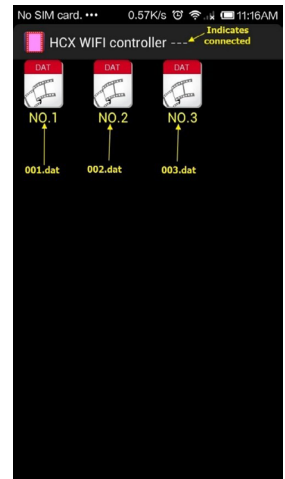 No SIM card. ••• 0.57K/s 11:16AM
Indicates
HCX WIFI controller --- connected
DAT DAT DAT
NO.1 NO.2 NO.3
001.dat 002.dat 003.dat